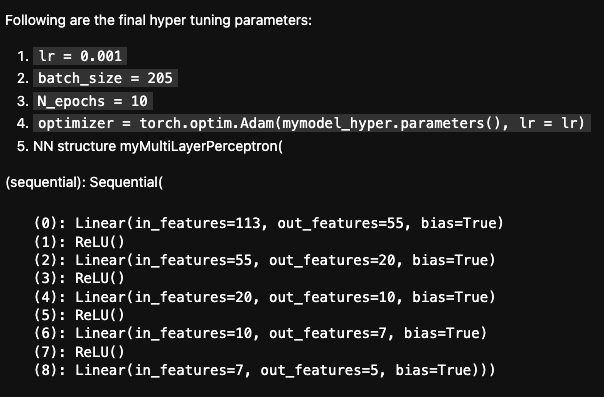 Following are the final hyper tuning parameters:
1. lr = 0.001
2. batch_size = 205
3. N_epochs = 10
4. optimizer = torch.optim.Adam(mymodel_hyper.parameters(), lr = lr)
5. NN structure myMultiLayerPerceptron(
(sequential): Sequential(
(0): Linear(in_features=113, out_features=55, bias=True)
(1): ReLU()
(2): Linear(in_features=55, out_features=20, bias=True)
(3): ReLU()
(4): Linear(in_features=20, out_features=10, bias=True)
(5): ReLU()
(6): Linear(in_features=10, out_features=7, bias=True)
(7): ReLU()
(8): Linear(in_features=7, out_features=5, bias=True)))